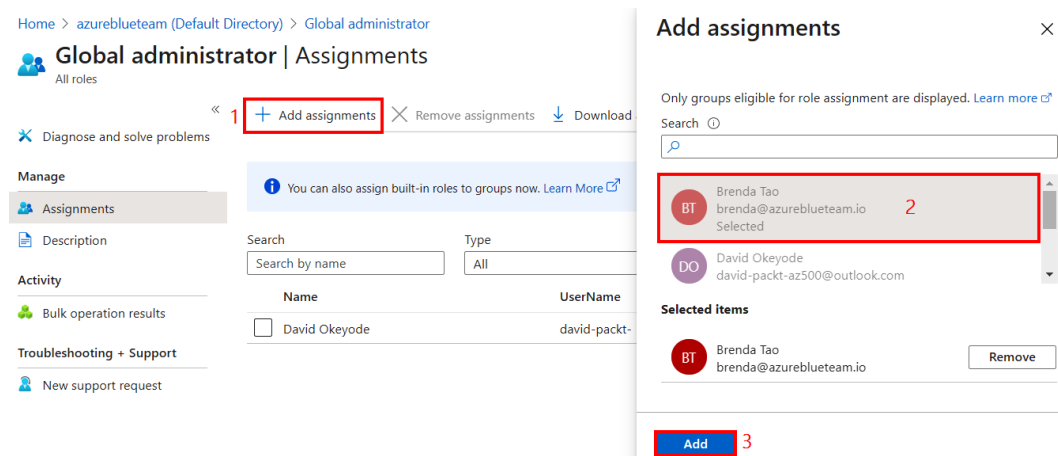 Home > azureblueteam (Default Directory) > Global administrator
Global administrator | Assignments
All roles
«
Diagnose and solve problems
Manage
Assignments
Description
Activity
Bulk operation results
Troubleshooting + Support
New support request
1 + Add assignments Remove assignments Download
You can also assign built-in roles to groups now. Learn More
Search Type
Search by name All
Name UserName
David Okeyode david-packt-
Add assignments
Only groups eligible for role assignment are displayed. Learn more
Search
BT
Brenda Tao
brenda@azureblueteam.io 2
Selected
DO
David Okeyode
david-packt-az500@outlook.com
Selected items
BT
Brenda Tao
brenda@azureblueteam.io
Remove
Add 3